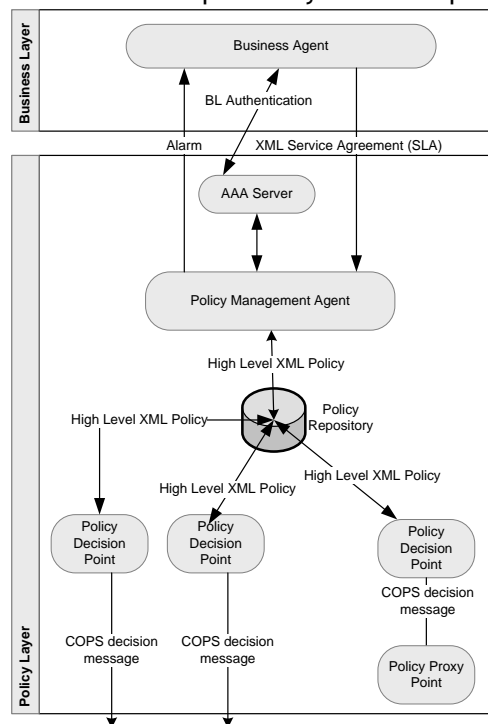 Business Layer
Business Agent
BL Authentication
Alarm
XML Service Agreement (SLA)
AAA Server
Policy Management Agent
High Level XML Policy
Policy
Repository
High Level XML Policy
High Level XML Policy
High Level XML Policy
Policy
Decision
Point
Policy
Decision
Point
Policy
Decision
Point
COPS decision
message
COPS decision
message
COPS decision
message
Policy Proxy
Point
Policy Layer